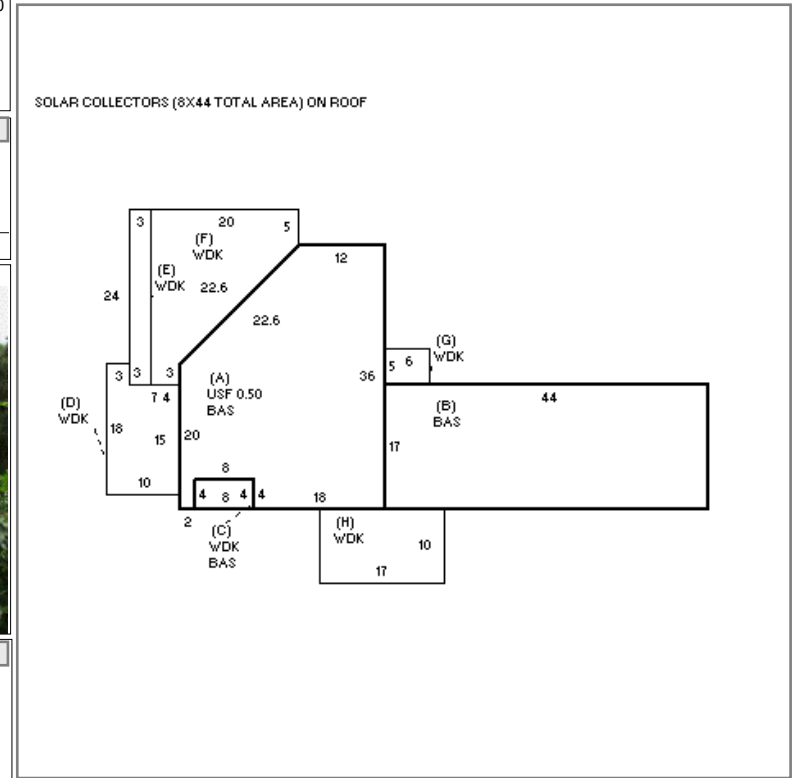 SOLAR COLLECTORS (8X44 TOTAL AREA) ON ROOF
3
20
5
(F)
WDK
12
(E)
WDK
22.6
24
22.6
(G)
WDK
5
6
3
3
3
(A)
USF 0.50
BAS
36
7
4
44
(D)
WDK
(B)
BAS
18
15
20
17
8
10
4
8
4
4
18
2
(C)
WDK
BAS
(H)
WDK
10
17